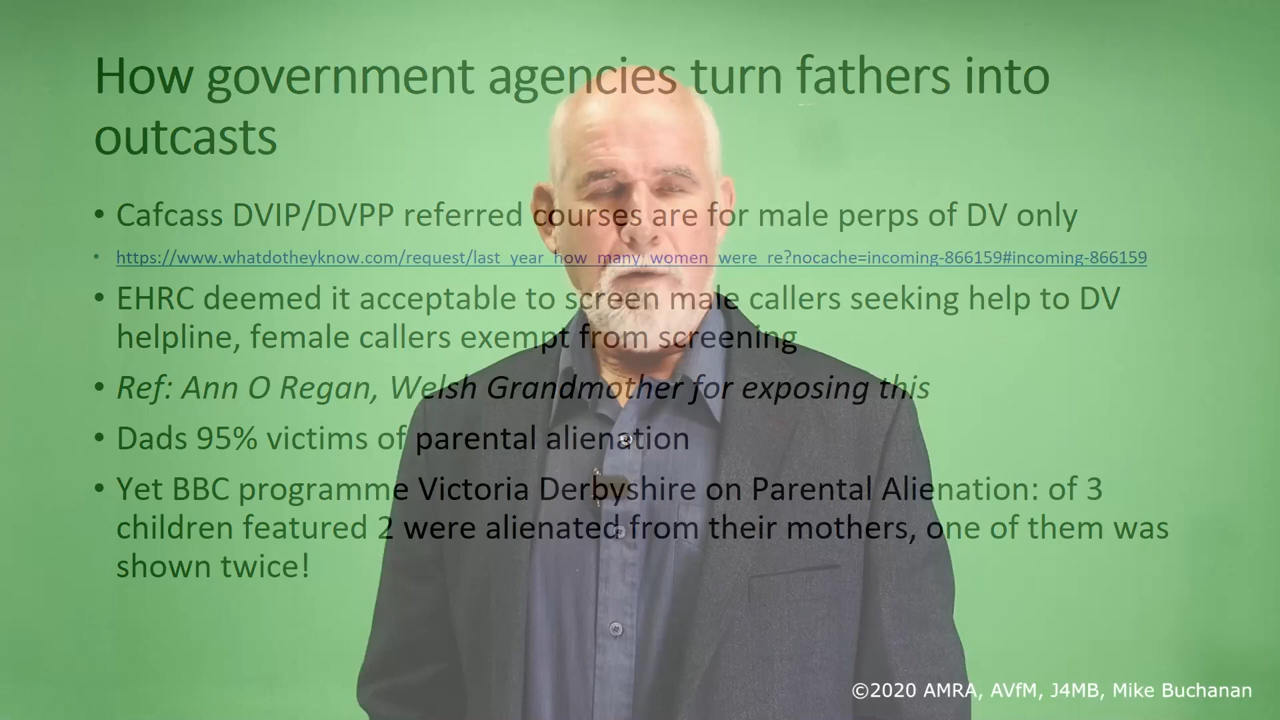 How government agencies turn fathers into
outcasts
• Cafcass DVIP/DVPP referred courses are for male perps of DV only
• https://www.whatdotheyknow.com/request/last_year_how_many_women_were_re?nocache=incoming-866159#incoming-866159
• EHRC deemed it acceptable to screen male callers seeking help to DV
helpline, female callers exempt from screening
• Ref: Ann O Regan, Welsh Grandmother for exposing this
• Dads 95% victims of parental alienation
• Yet BBC programme Victoria Derbyshire on Parental Alienation: of 3
children featured 2 were alienated from their mothers, one of them was
shown twice!
©2020 AMRA, AVfM, J4MB, Mike Buchanan